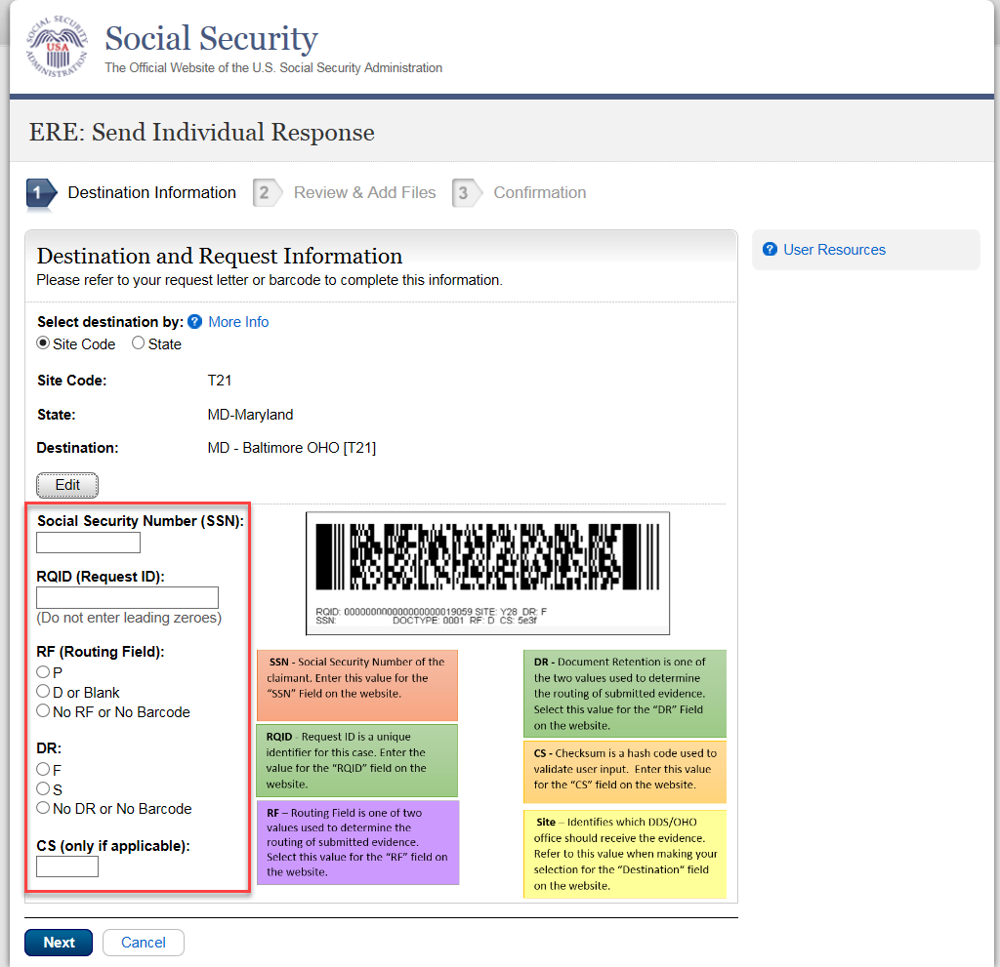 SOCIAL SECURITY ADMINISTRATION
USA
Social Security
The Official Website of the U.S. Social Security Administration
ERE: Send Individual Response
1 Destination Information 2 Review & Add Files 3 Confirmation
Destination and Request Information
Please refer to your request letter or barcode to complete this information.
? User Resources
Select destination by: ? More Info
Site Code State
Site Code: T21
State: MD-Maryland
Destination: MD - Baltimore OHO [T21]
Edit
Social Security Number (SSN):
RQID (Request ID):
(Do not enter leading zeroes)
RF (Routing Field):
P
D or Blank
No RF or No Barcode
DR:
F
S
No DR or No Barcode
CS (only if applicable):
RQID: 00000000000000000019059 SITE: Y28 DR: F
SSN: DOCTYPE: 0001 RF: D CS: 5e3f
SSN - Social Security Number of the
claimant. Enter this value for the
“SSN” Field on the website.
RQID - Request ID is a unique
identifier for this case. Enter the
value for the “RQID” field on the
website.
RF – Routing Field is one of two
values used to determine the
routing of submitted evidence.
Select this value for the “RF” field on
the website.
DR - Document Retention is one of
the two values used to determine
the routing of submitted evidence.
Select this value for the “DR” Field
on the website.
CS - Checksum is a hash code used to
validate user input. Enter this value
for the “CS” field on the website.
Site – Identifies which DDS/OHO
office should receive the evidence.
Refer to this value when making your
selection for the “Destination” field
on the website.
Next Cancel